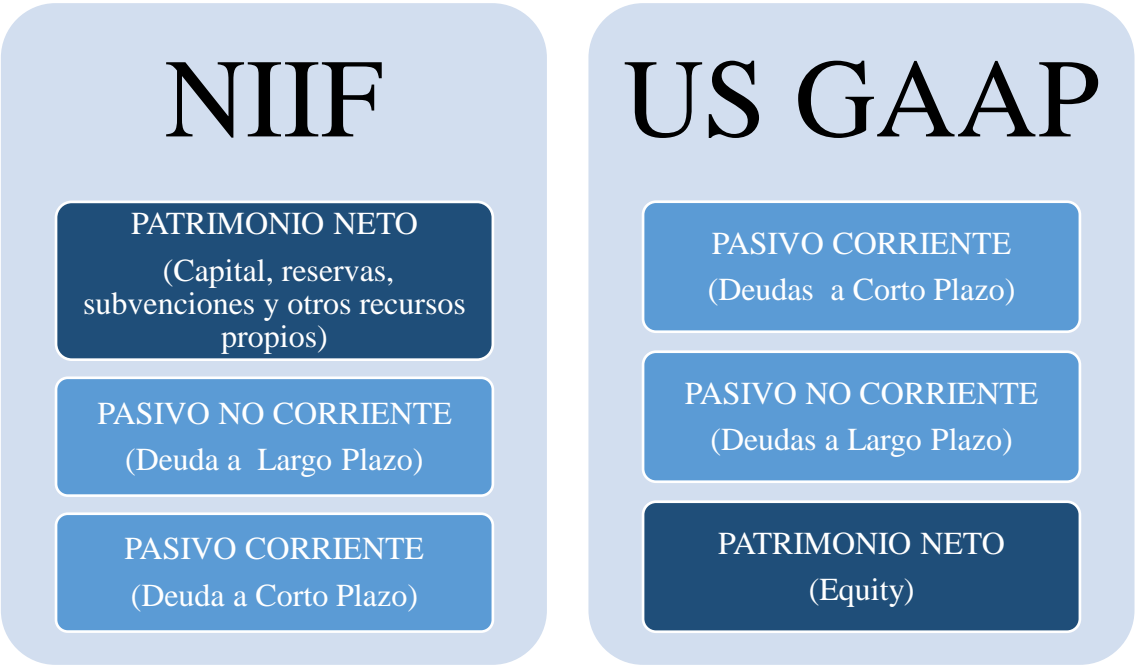 NIIF
PATRIMONIO NETO
(Capital, reservas,
subvenciones y otros recursos
propios)
PASIVO NO CORRIENTE
(Deuda a Largo Plazo)
PASIVO CORRIENTE
(Deuda a Corto Plazo)
US GAAP
PASIVO CORRIENTE
(Deudas a Corto Plazo)
PASIVO NO CORRIENTE
(Deudas a Largo Plazo)
PATRIMONIO NETO
(Equity)